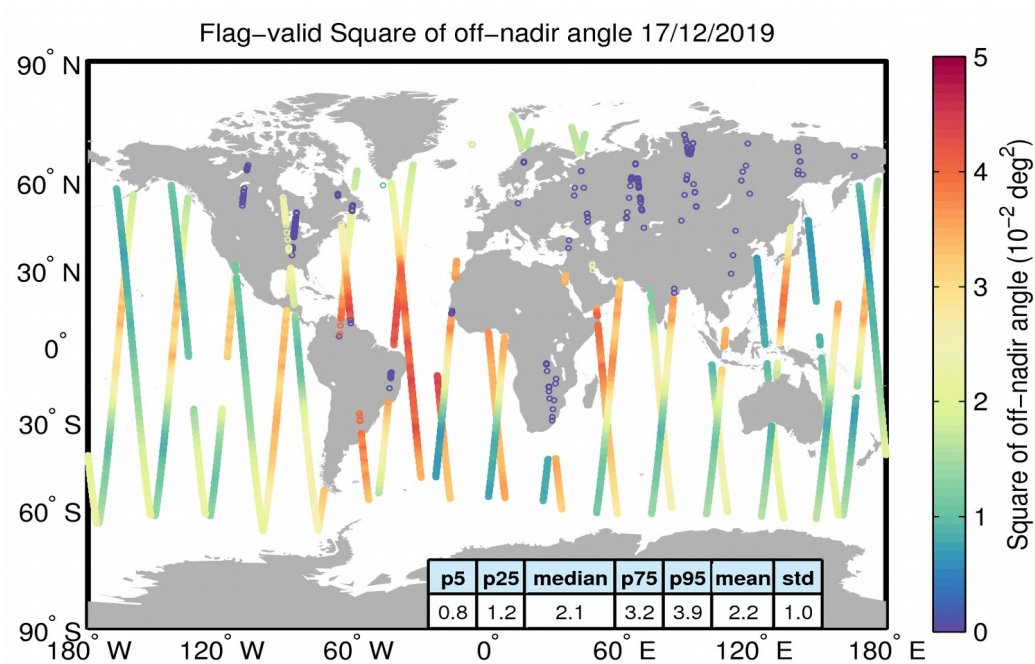 Flag−valid Square of off−nadir angle 17/12/2019
90° N
60° N
30° N
0°
30° S
60° S
90° S
180° W
120° W
60° W
0°
60° E
120° E
180° E
p5 p25 median p75 p95 mean std
0.8 1.2 2.1 3.2 3.9 2.2 1.0
5
4
3
2
1
0
Square of off−nadir angle (10⁻² deg²)